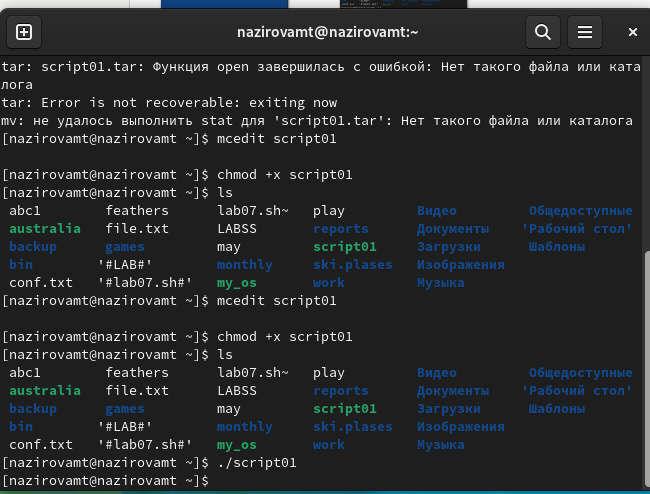 nazirovamt@nazirovamt:~
tar: script01.tar: Функция open завершилась с ошибкой: Нет такого файла или ката
лога
tar: Error is not recoverable: exiting now
mv: не удалось выполнить stat для 'script01.tar': Нет такого файла или каталога
[nazirovamt@nazirovamt ~]$ mcedit script01
[nazirovamt@nazirovamt ~]$ chmod +x script01
[nazirovamt@nazirovamt ~]$ ls
abc1 feathers lab07.sh~ play Видео Общедоступные
australia file.txt LABSS reports Документы 'Рабочий стол'
backup games may script01 Загрузки Шаблоны
bin '#LAB#' monthly ski.plases Изображения
conf.txt '#lab07.sh#' my_os work Музыка
[nazirovamt@nazirovamt ~]$ mcedit script01
[nazirovamt@nazirovamt ~]$ chmod +x script01
[nazirovamt@nazirovamt ~]$ ls
abc1 feathers lab07.sh~ play Видео Общедоступные
australia file.txt LABSS reports Документы 'Рабочий стол'
backup games may script01 Загрузки Шаблоны
bin '#LAB#' monthly ski.plases Изображения
conf.txt '#lab07.sh#' my_os work Музыка
[nazirovamt@nazirovamt ~]$ ./script01
[nazirovamt@nazirovamt ~]$